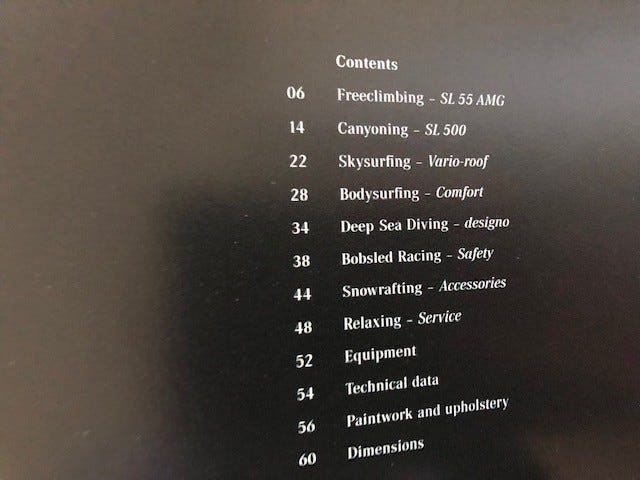 Contents
06 Freeclimbing – SL 55 AMG
14 Canyoning – SL 500
22 Skysurfing – Vario-roof
28 Bodysurfing – Comfort
34 Deep Sea Diving – designo
38 Bobsled Racing – Safety
44 Snowrafting – Accessories
48 Relaxing – Service
52 Equipment
54 Technical data
56 Paintwork and upholstery
60 Dimensions